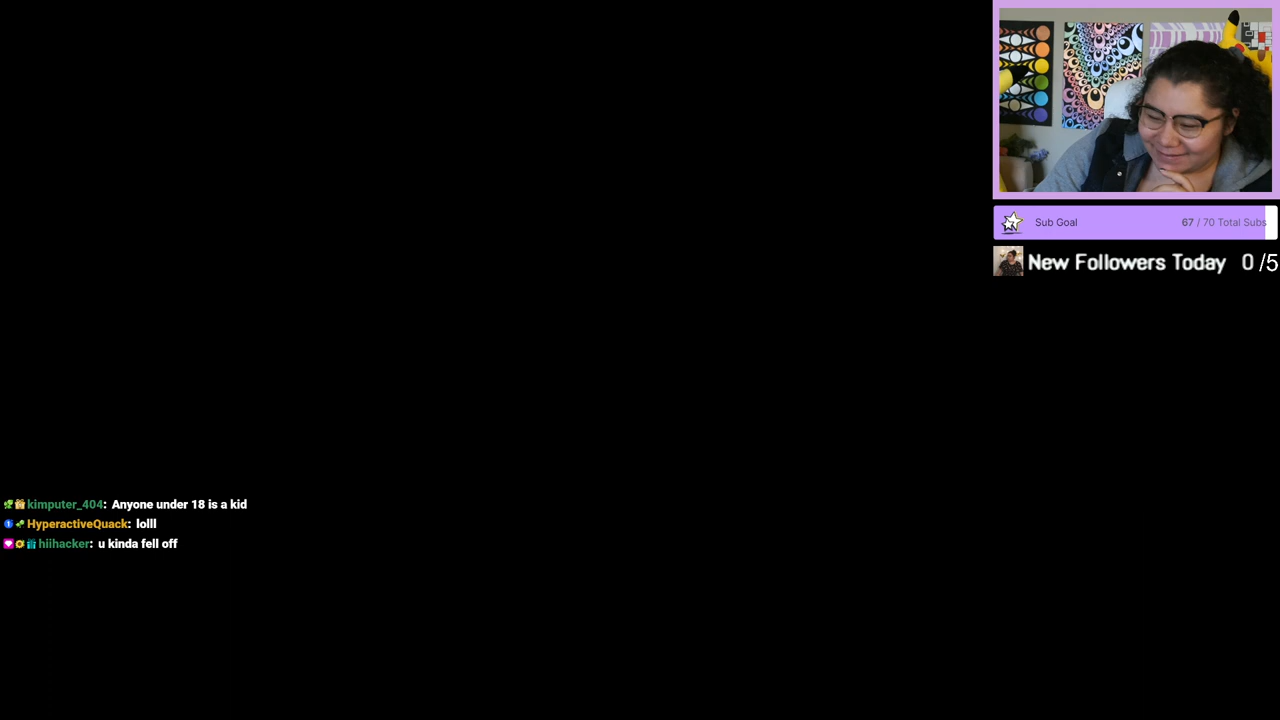 Sub Goal 67 / 70 Total Subs
New Followers Today 0 /5
kimputer_404: Anyone under 18 is a kid
HyperactiveQuack: lolll
hiihacker: u kinda fell off